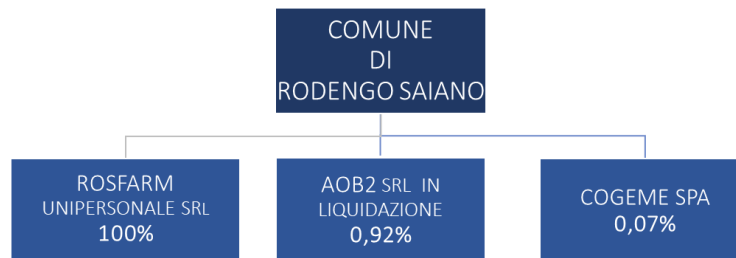 COMUNE
DI
RODENGO SAIANO
ROSFARM
UNIPERSONALE SRL
100%
AOB2 SRL IN
LIQUIDAZIONE
0,92%
COGEME SPA
0,07%